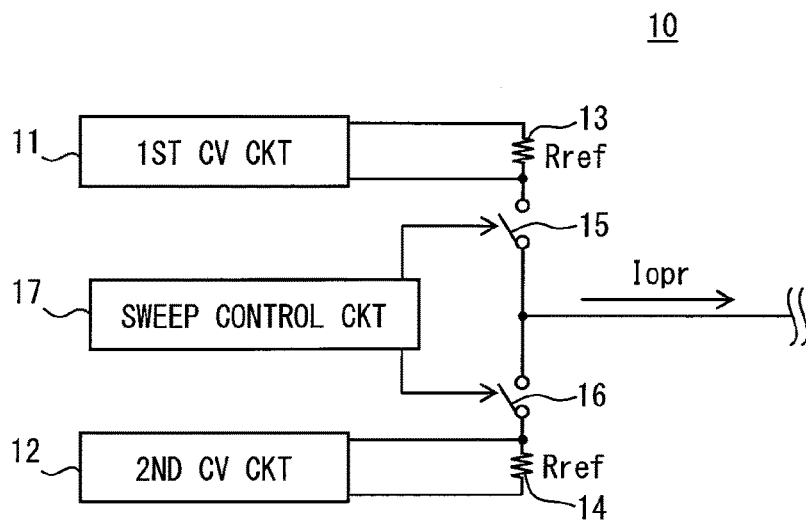 10
11
1ST CV CKT
13
Rref
15
17
SWEEP CONTROL CKT
Iopr
16
12
2ND CV CKT
Rref
14